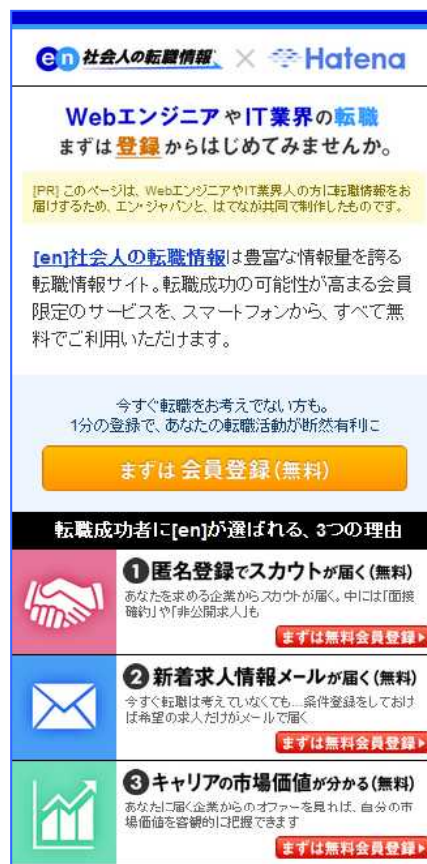 en 社会人の転職情報 × Hatena
WebエンジニアやIT業界の転職
まずは登録からはじめてみませんか。
[PR] このページは、WebエンジニアやIT業界人の方に転職情報をお
届けするため、エン・ジャパンと、はてなが共同で制作したものです。
[en]社会人の転職情報は豊富な情報量を誇る
転職情報サイト。転職成功の可能性が高まる会員
限定のサービスを、スマートフォンから、すべて無
料でご利用いただけます。
今すぐ転職をお考えでない方も。
1分の登録で、あなたの転職活動が断然有利に
まずは会員登録(無料)
転職成功者に[en]が選ばれる、3つの理由
1 匿名登録でスカウトが届く(無料)
あなたを求める企業からスカウトが届く。中には「面接
確約」や「非公開求人」も
まずは無料会員登録
2 新着求人情報メールが届く(無料)
今すぐ転職は考えていなくても...条件登録をしておけ
ば希望の求人だけがメールで届く
まずは無料会員登録
3 キャリアの市場価値が分かる(無料)
あなたに届く企業からのオファーを見れば、自分の市
場価値を客観的に把握できます
まずは無料会員登録